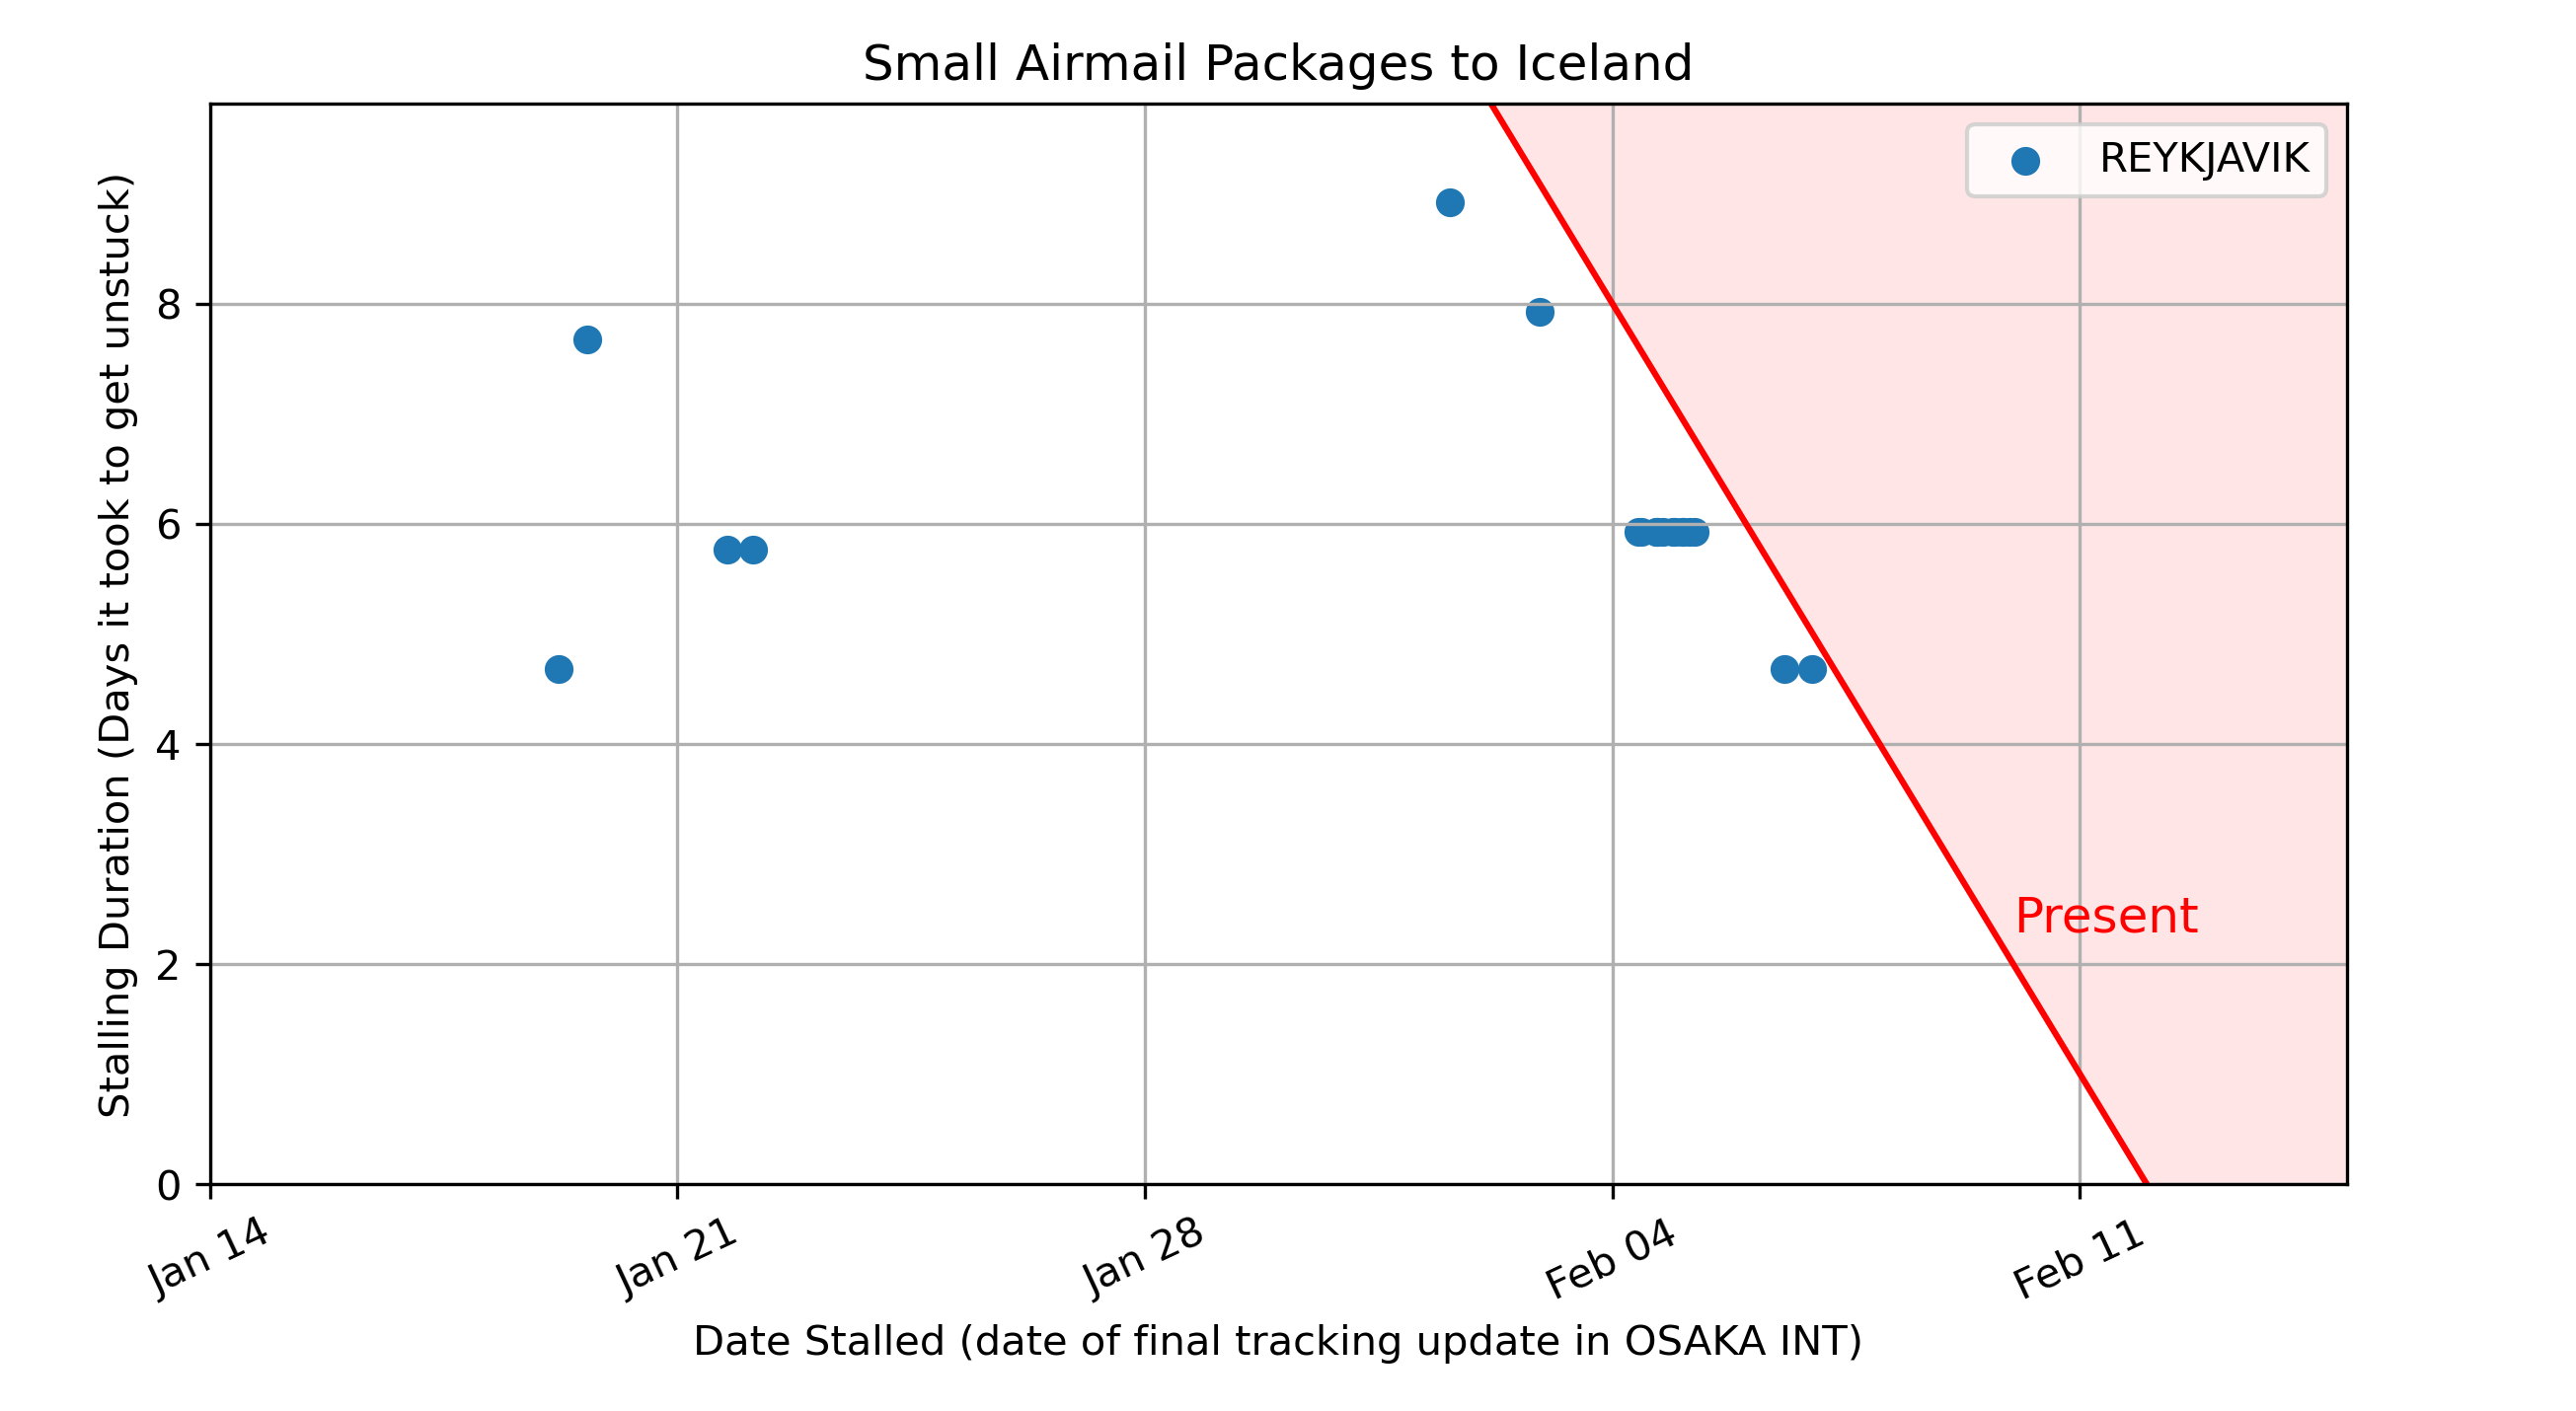 Small Airmail Packages to Iceland
REYKJAVIK
Stalling Duration (Days it took to get unstuck)
8
6
4
2
0
Present
Jan 14
Jan 21
Jan 28
Feb 04
Feb 11
Date Stalled (date of final tracking update in OSAKA INT)